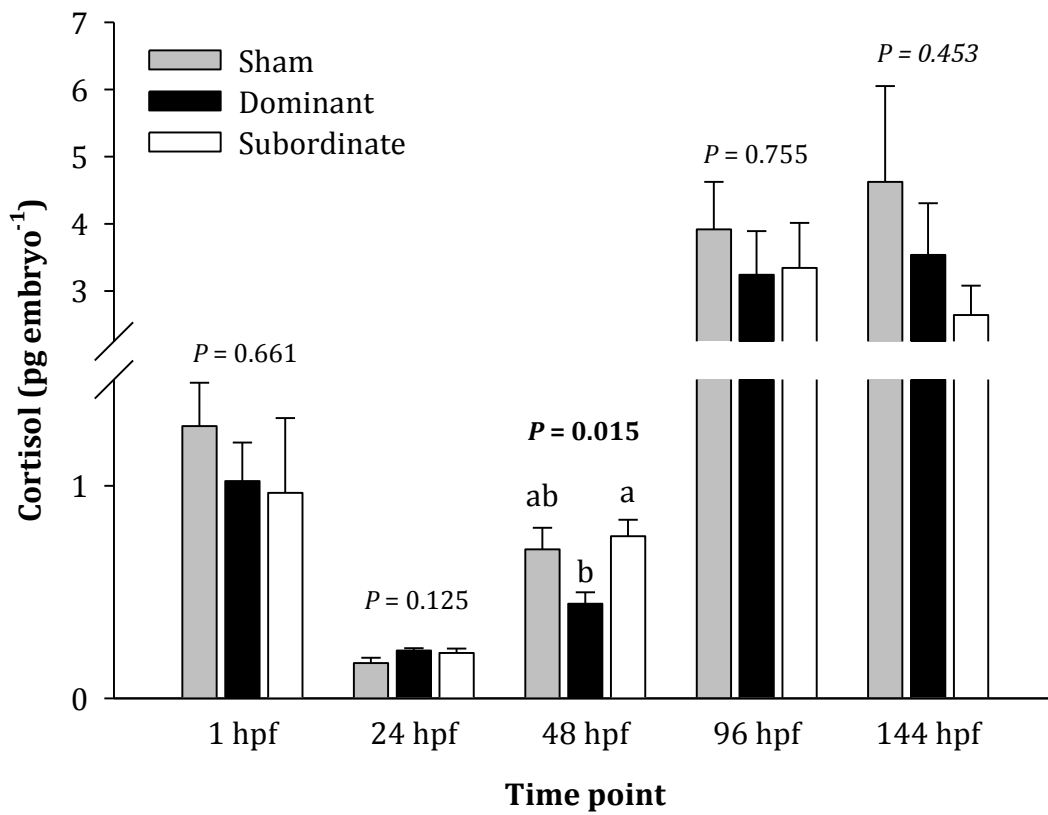 7
6
5
4
3
1
0
Cortisol (pg embryo⁻¹)
Sham
Dominant
Subordinate
P = 0.661
P = 0.125
P = 0.015
ab
b
a
P = 0.755
P = 0.453
1 hpf
24 hpf
48 hpf
96 hpf
144 hpf
Time point